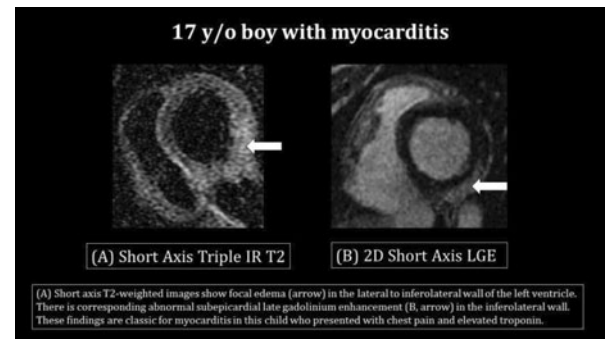 17 y/o boy with myocarditis
(A) Short Axis Triple IR T2
(B) 2D Short Axis LGE
(A) Short axis T2-weighted images show focal edema (arrow) in the lateral to inferolateral wall of the left ventricle.
There is corresponding abnormal subepicardial late gadolinium enhancement (B, arrow) in the inferolateral wall.
These findings are classic for myocarditis in this child who presented with chest pain and elevated troponin.